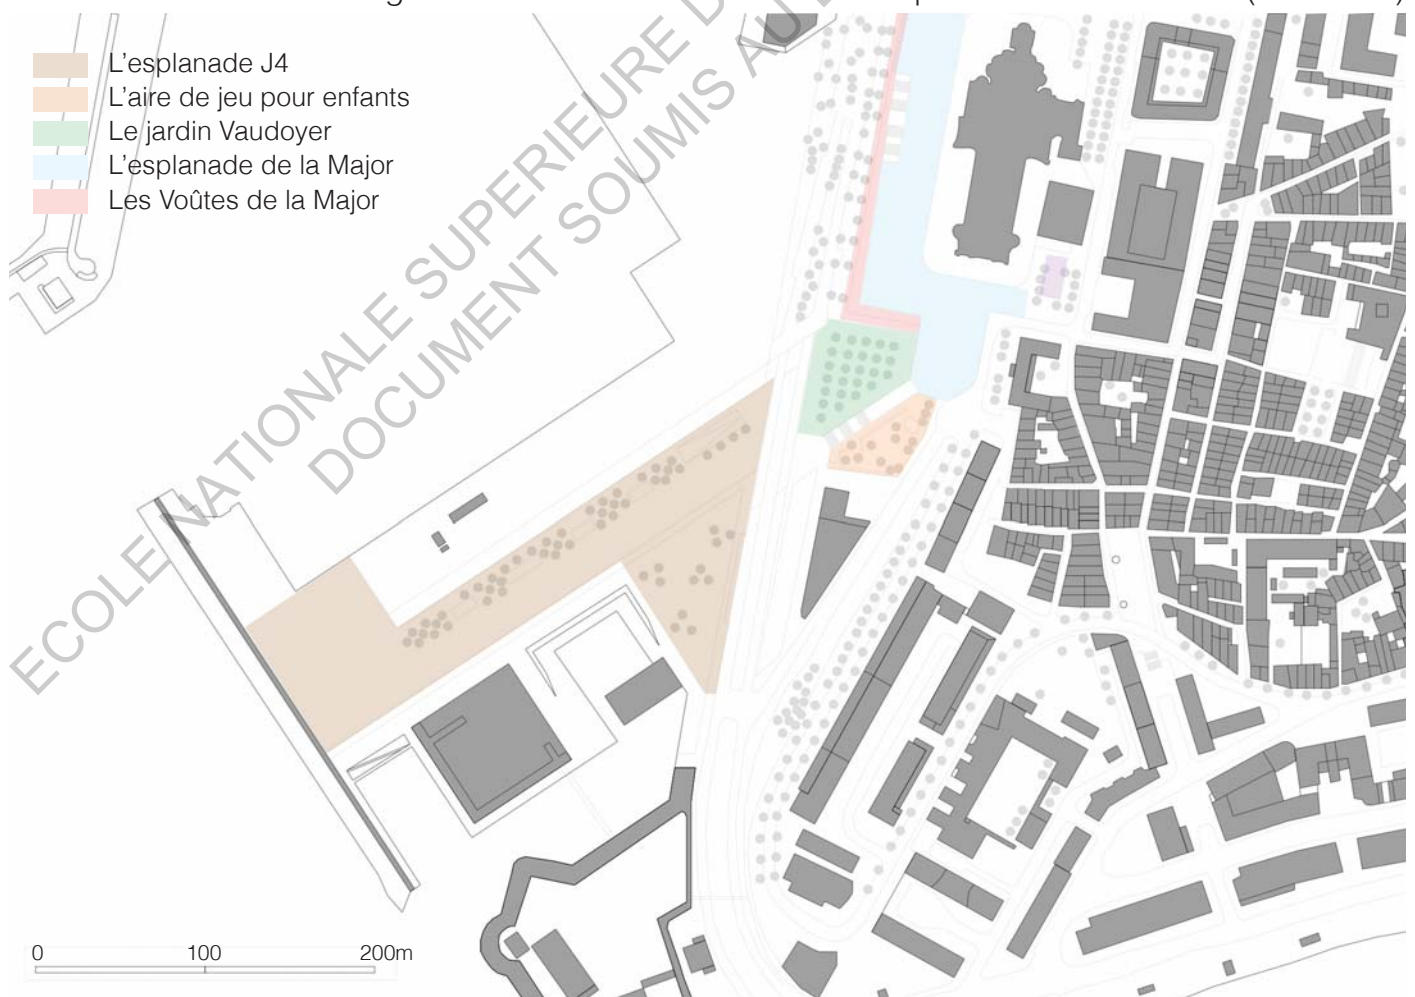 L'esplanade J4
L'aire de jeu pour enfants
Le jardin Vaudoyer
L'esplanade de la Major
Les Voûtes de la Major
ECOLE NATIONALE SUPERIEURE
DOCUMENT SOUMIS AU
0 100 200m